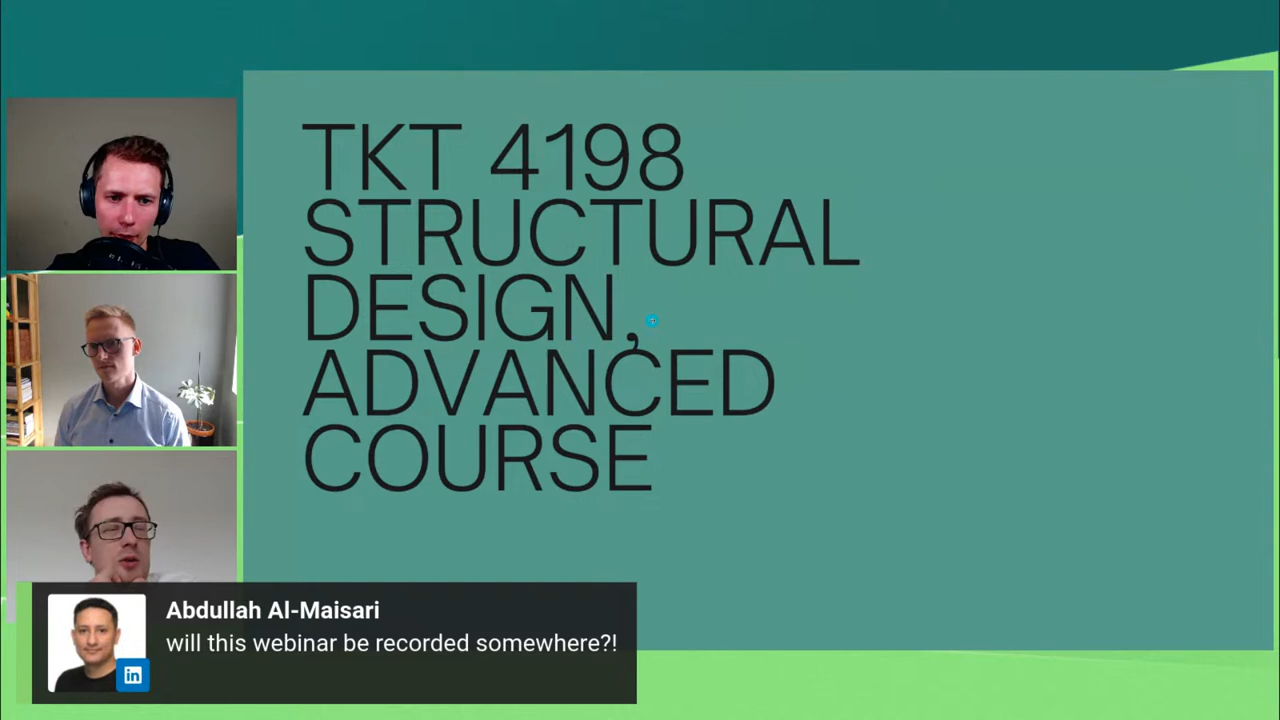 TKT 4198
STRUCTURAL
DESIGN,
ADVANCED
COURSE
Abdullah Al-Maisari
will this webinar be recorded somewhere?!
in